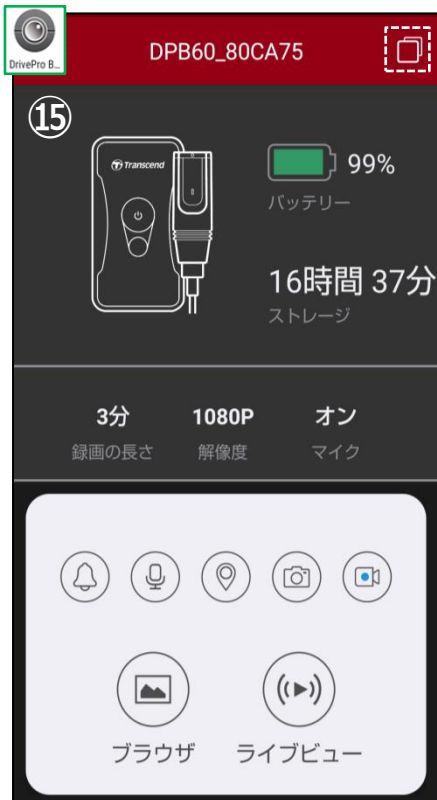 DrivePro B...
DPB60_80CA75
⑮
Transcend
99%
バッテリー
16時間 37分
ストレージ
3分 1080P オン
録画の長さ 解像度 マイク
ブラウザ ライブビュー